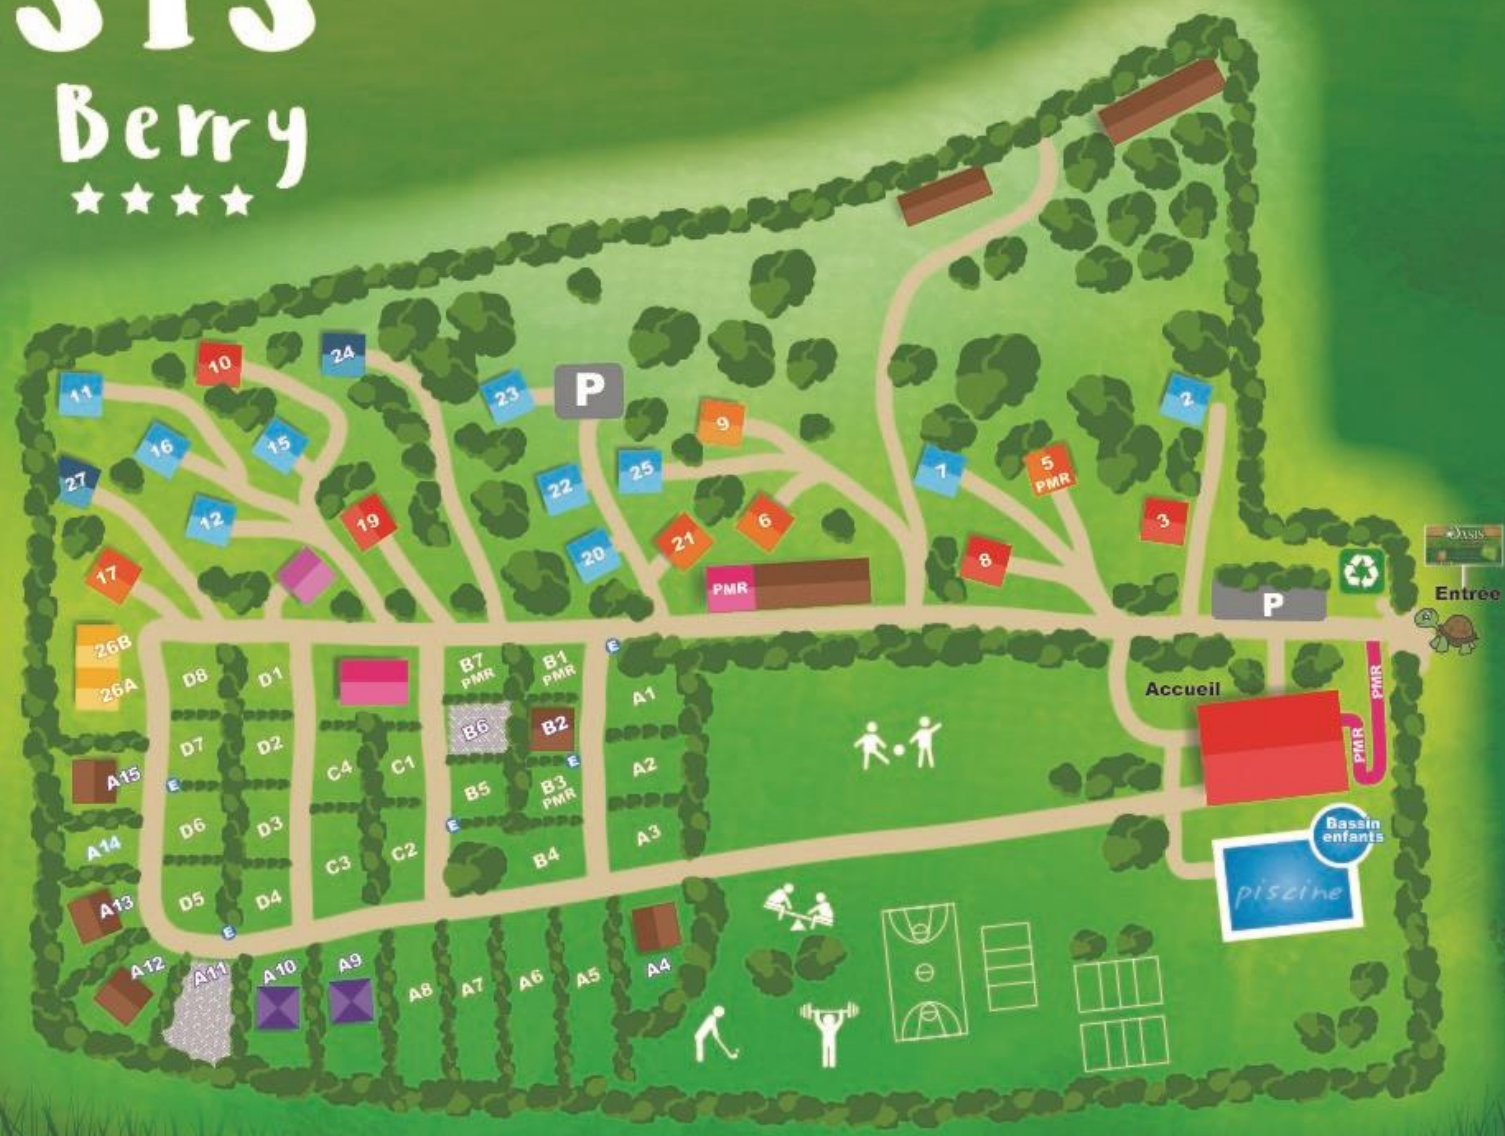 SIS
Berry
10
24
11
23
P
2
9
16
15
25
7
5
PMR
27
22
12
19
6
3
21
20
8
17
PMR
P
OASIS
Entrée
26B
26A
D8
D1
B7
PMR
B1
PMR
A1
Accueil
PMR
PMR
B6
B2
E
D7
D2
C4
C1
E
A2
A15
E
B5
B3
PMR
D6
D3
E
A3
A14
C3
C2
B4
Bassin
enfants
piscine
A13
D5
D4
E
A12
A11
A10
A9
A8
A7
A6
A5
A4